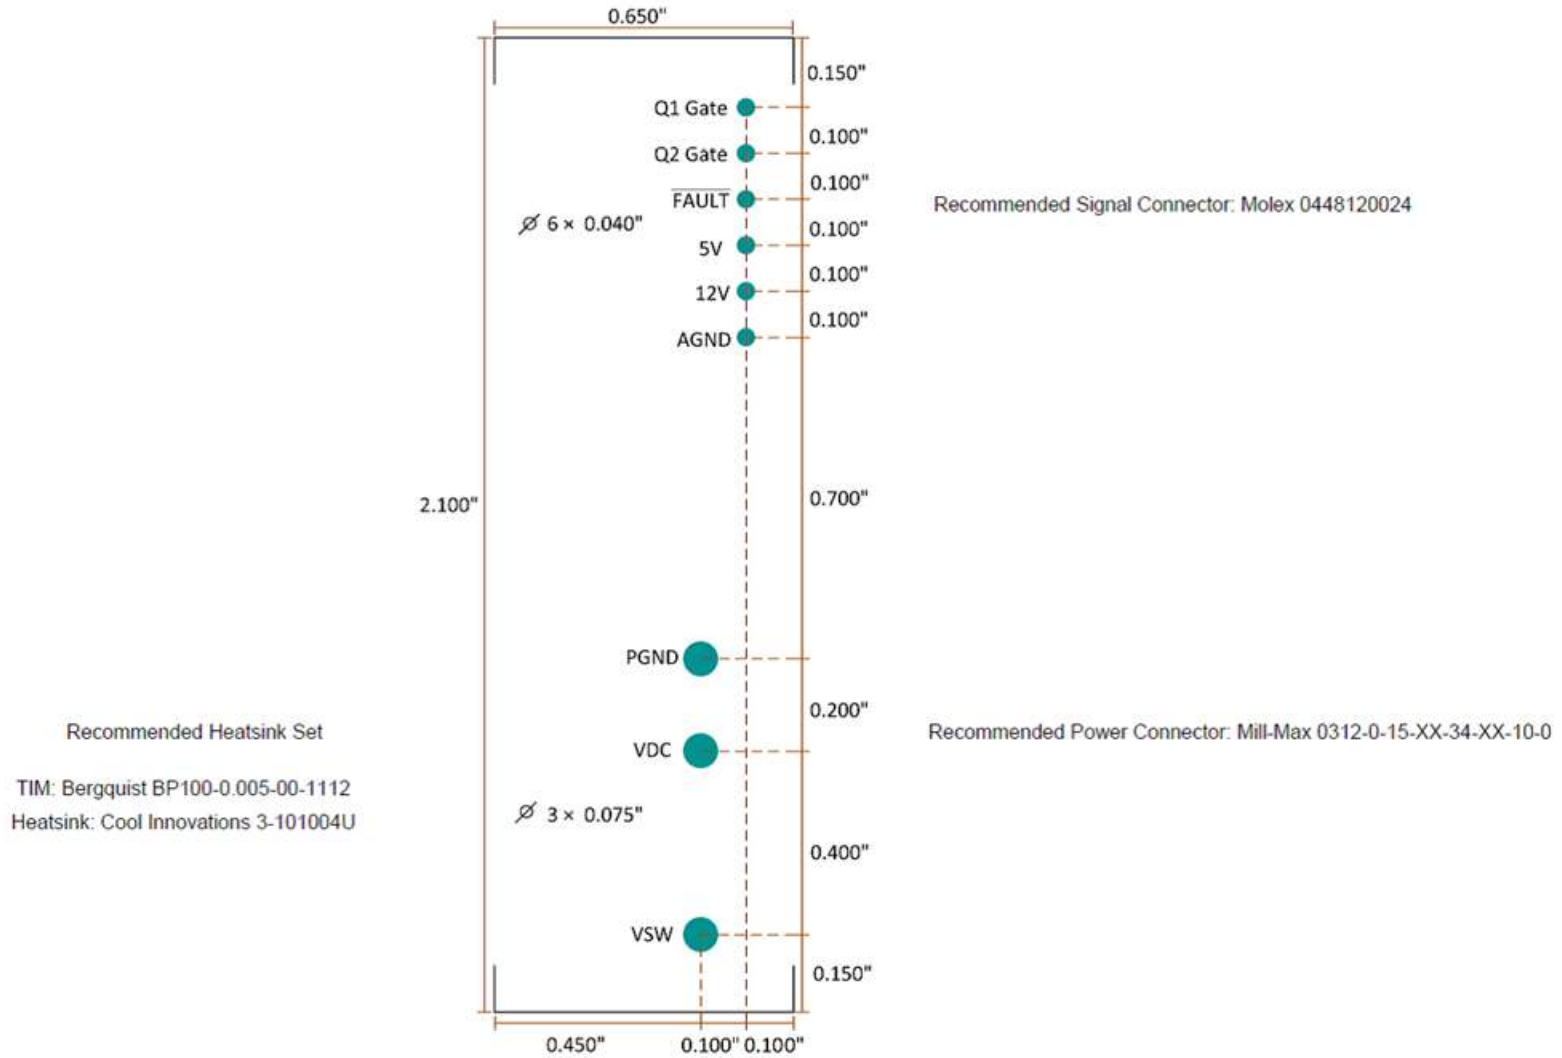 0.650"
0.150"
Q1 Gate
0.100"
Q2 Gate
0.100"
FAULT
Recommended Signal Connector: Molex 0448120024
⌀ 6 × 0.040"
0.100"
5V
0.100"
12V
0.100"
AGND
2.100"
0.700"
PGND
0.200"
Recommended Heatsink Set
Recommended Power Connector: Mill-Max 0312-0-15-XX-34-XX-10-0
VDC
TIM: Bergquist BP100-0.005-00-1112
⌀ 3 × 0.075"
Heatsink: Cool Innovations 3-101004U
0.400"
VSW
0.150"
0.450"
0.100" 0.100"